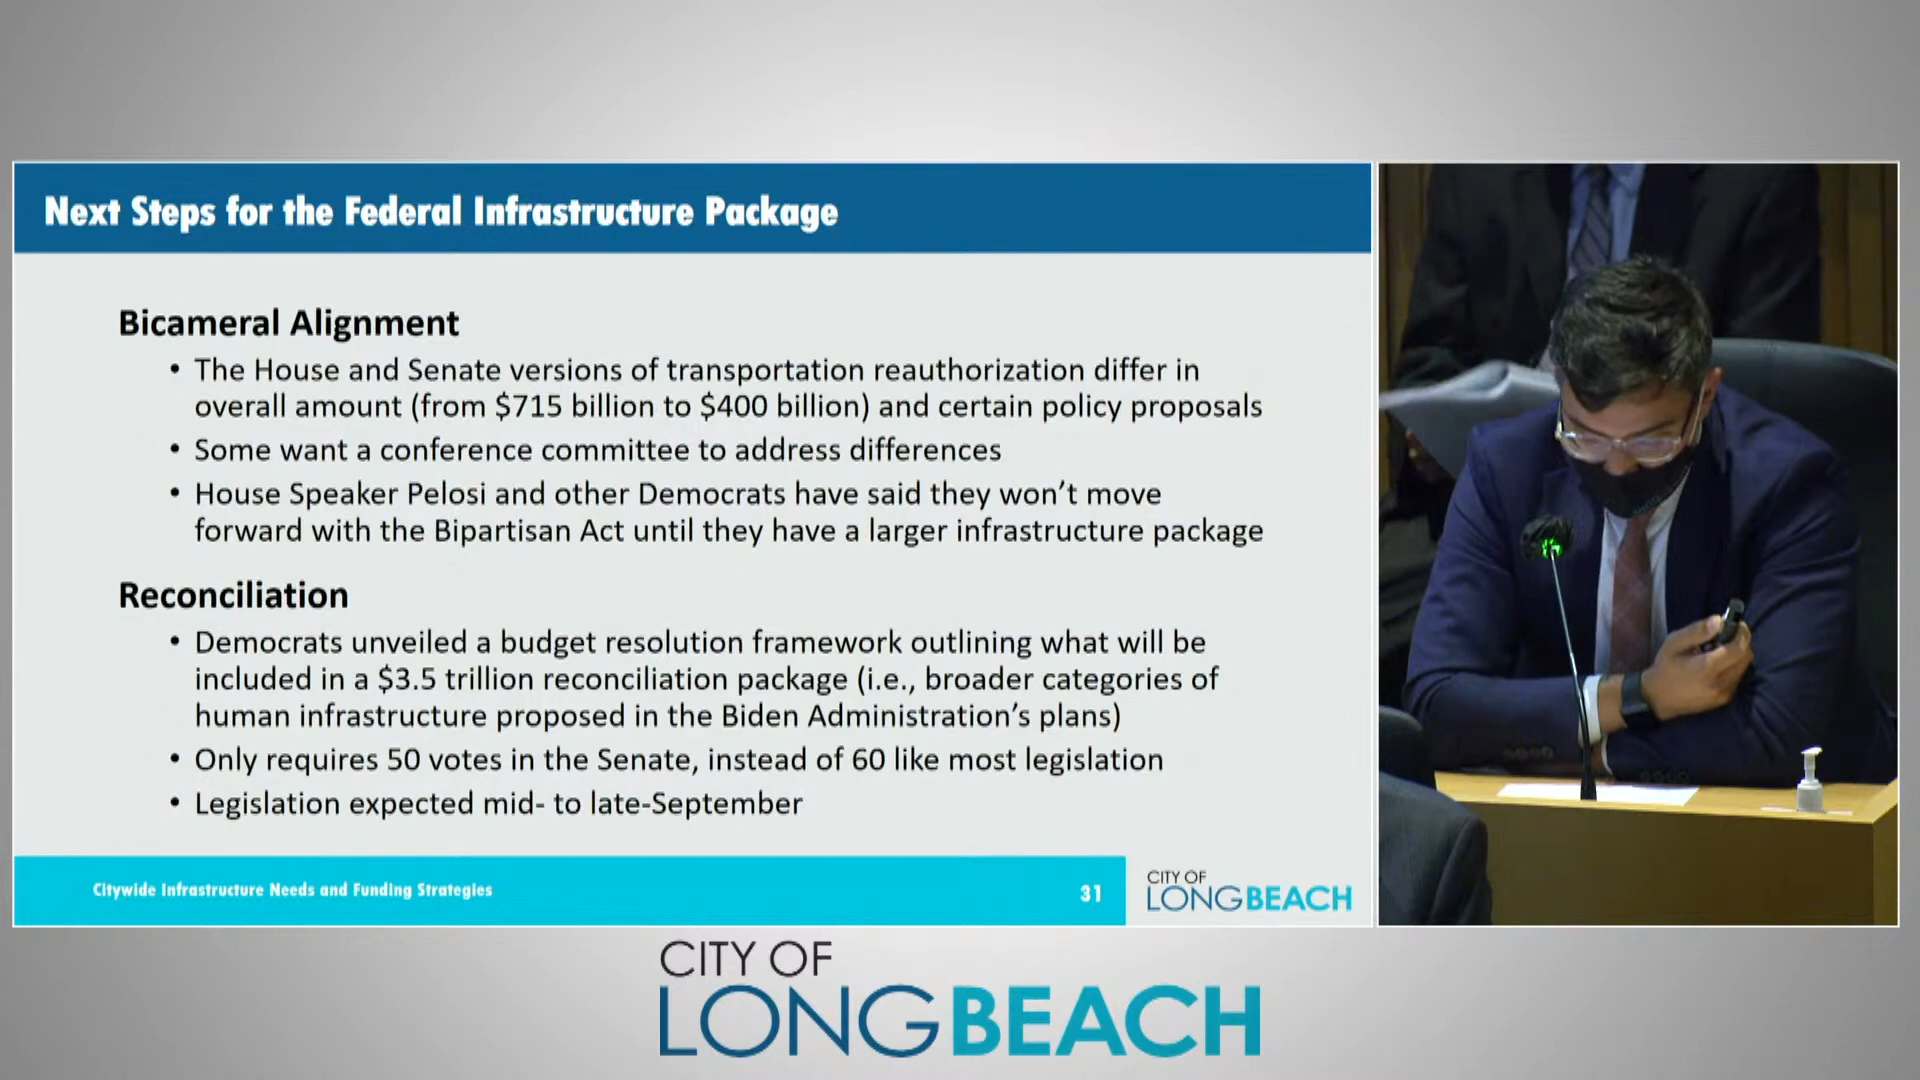 Next Steps for the Federal Infrastructure Package
Bicameral Alignment
• The House and Senate versions of transportation reauthorization differ in
overall amount (from $715 billion to $400 billion) and certain policy proposals
• Some want a conference committee to address differences
• House Speaker Pelosi and other Democrats have said they won't move
forward with the Bipartisan Act until they have a larger infrastructure package
Reconciliation
• Democrats unveiled a budget resolution framework outlining what will be
included in a $3.5 trillion reconciliation package (i.e., broader categories of
human infrastructure proposed in the Biden Administration's plans)
• Only requires 50 votes in the Senate, instead of 60 like most legislation
• Legislation expected mid- to late-September
Citywide Infrastructure Needs and Funding Strategies
31
CITY OF
LONGBEACH
CITY OF
LONGBEACH